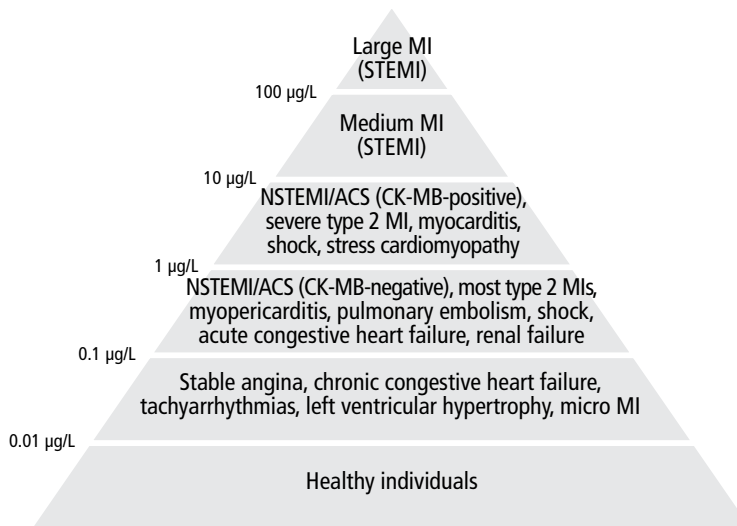 Large MI
(STEMI)
100 μg/L
Medium MI
(STEMI)
10 μg/L
NSTEMI/ACS (CK-MB-positive),
severe type 2 MI, myocarditis,
shock, stress cardiomyopathy
1 μg/L
NSTEMI/ACS (CK-MB-negative), most type 2 MIs,
myopericarditis, pulmonary embolism, shock,
acute congestive heart failure, renal failure
0.1 μg/L
Stable angina, chronic congestive heart failure,
tachyarrhythmias, left ventricular hypertrophy, micro MI
0.01 μg/L
Healthy individuals